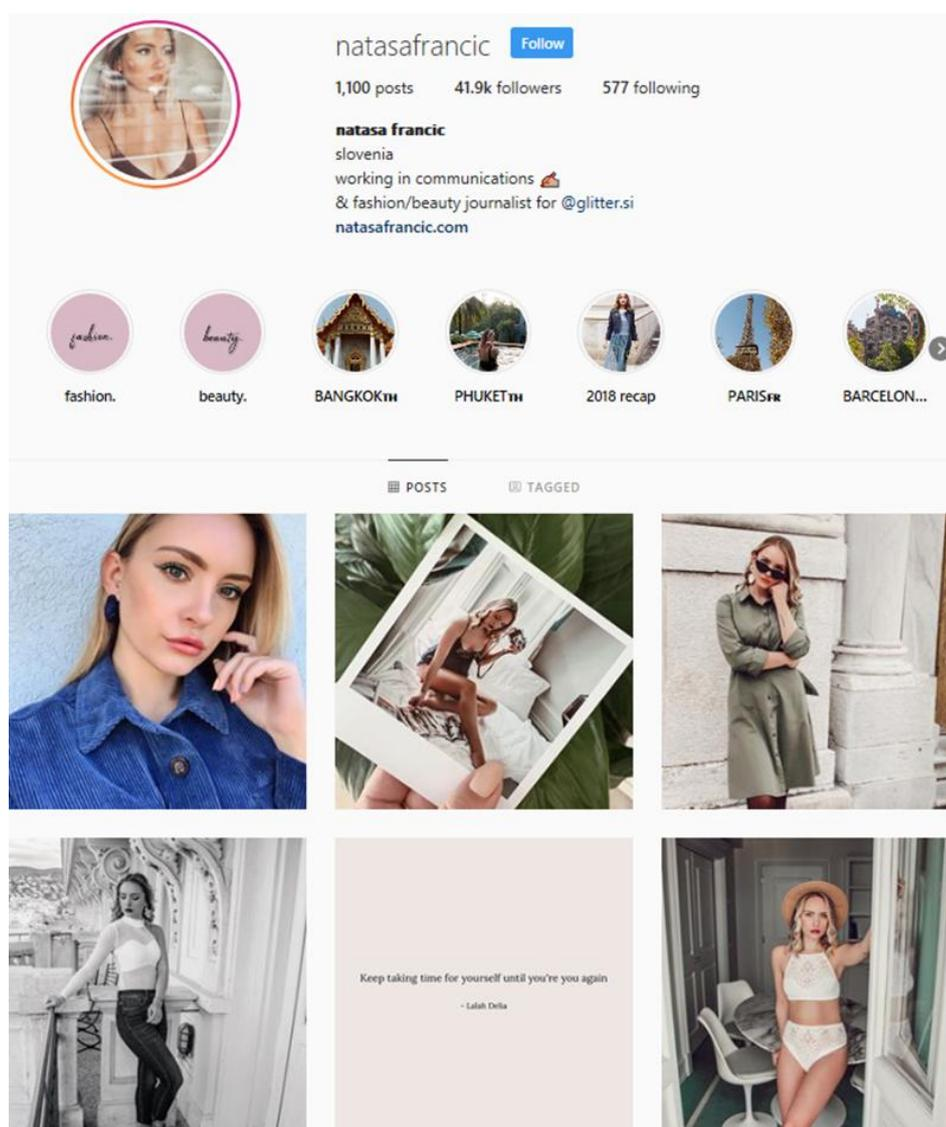 natasafrancic Follow
1,100 posts 41.9k followers 577 following
natasa francic
slovenia
working in communications ✍🏽
& fashion/beauty journalist for @glitter.si
natasafrancic.com
fashion. beauty.
fashion. beauty. BANGKOKTH PHUKETTH 2018 recap PARISFR BARCELON...
POSTS TAGGED
Keep taking time for yourself until you're you again
- Lalah Delia